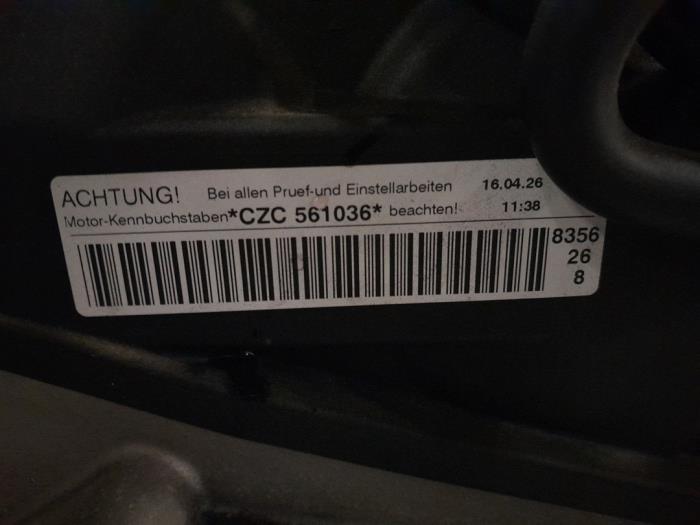 ACHTUNG! Bei allen Pruef-und Einstellarbeiten 16.04.26
Motor-Kennbuchstaben*CZC 561036* beachten! 11:38
8356
26
8